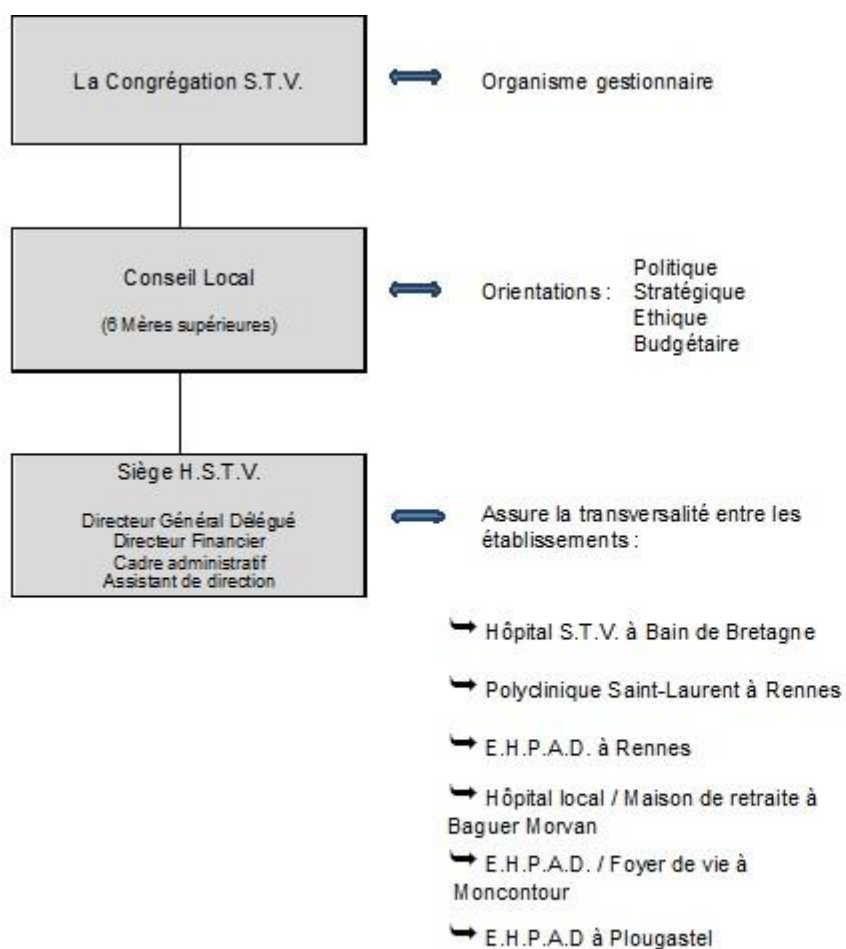 La Congrégation S.T.V.
Organisme gestionnaire
Conseil Local
(6 Mères supérieures)
Orientations :
Politique
Stratégique
Ethique
Budgétaire
Siège H.S.T.V.
Directeur Général Délégué
Directeur Financier
Cadre administratif
Assistant de direction
Assure la transversalité entre les
établissements :
Hôpital S.T.V. à Bain de Bretagne
Polyclinique Saint-Laurent à Rennes
E.H.P.A.D. à Rennes
Hôpital local / Maison de retraite à
Baguer Morvan
E.H.P.A.D. / Foyer de vie à
Moncontour
E.H.P.A.D à Plougastel